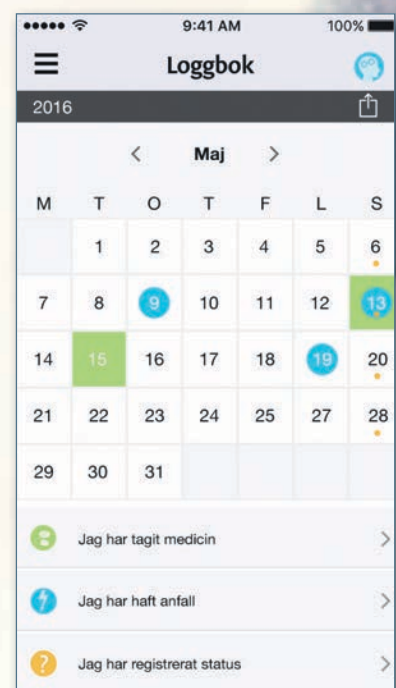 9:41 AM 100%
Loggbok
2016
< Maj >
M T O T F L S
1 2 3 4 5 6
7 8 9 10 11 12 13
14 15 16 17 18 19 20
21 22 23 24 25 27 28
29 30 31
Jag har tagit medicin
Jag har haft anfall
? Jag har registrerat status